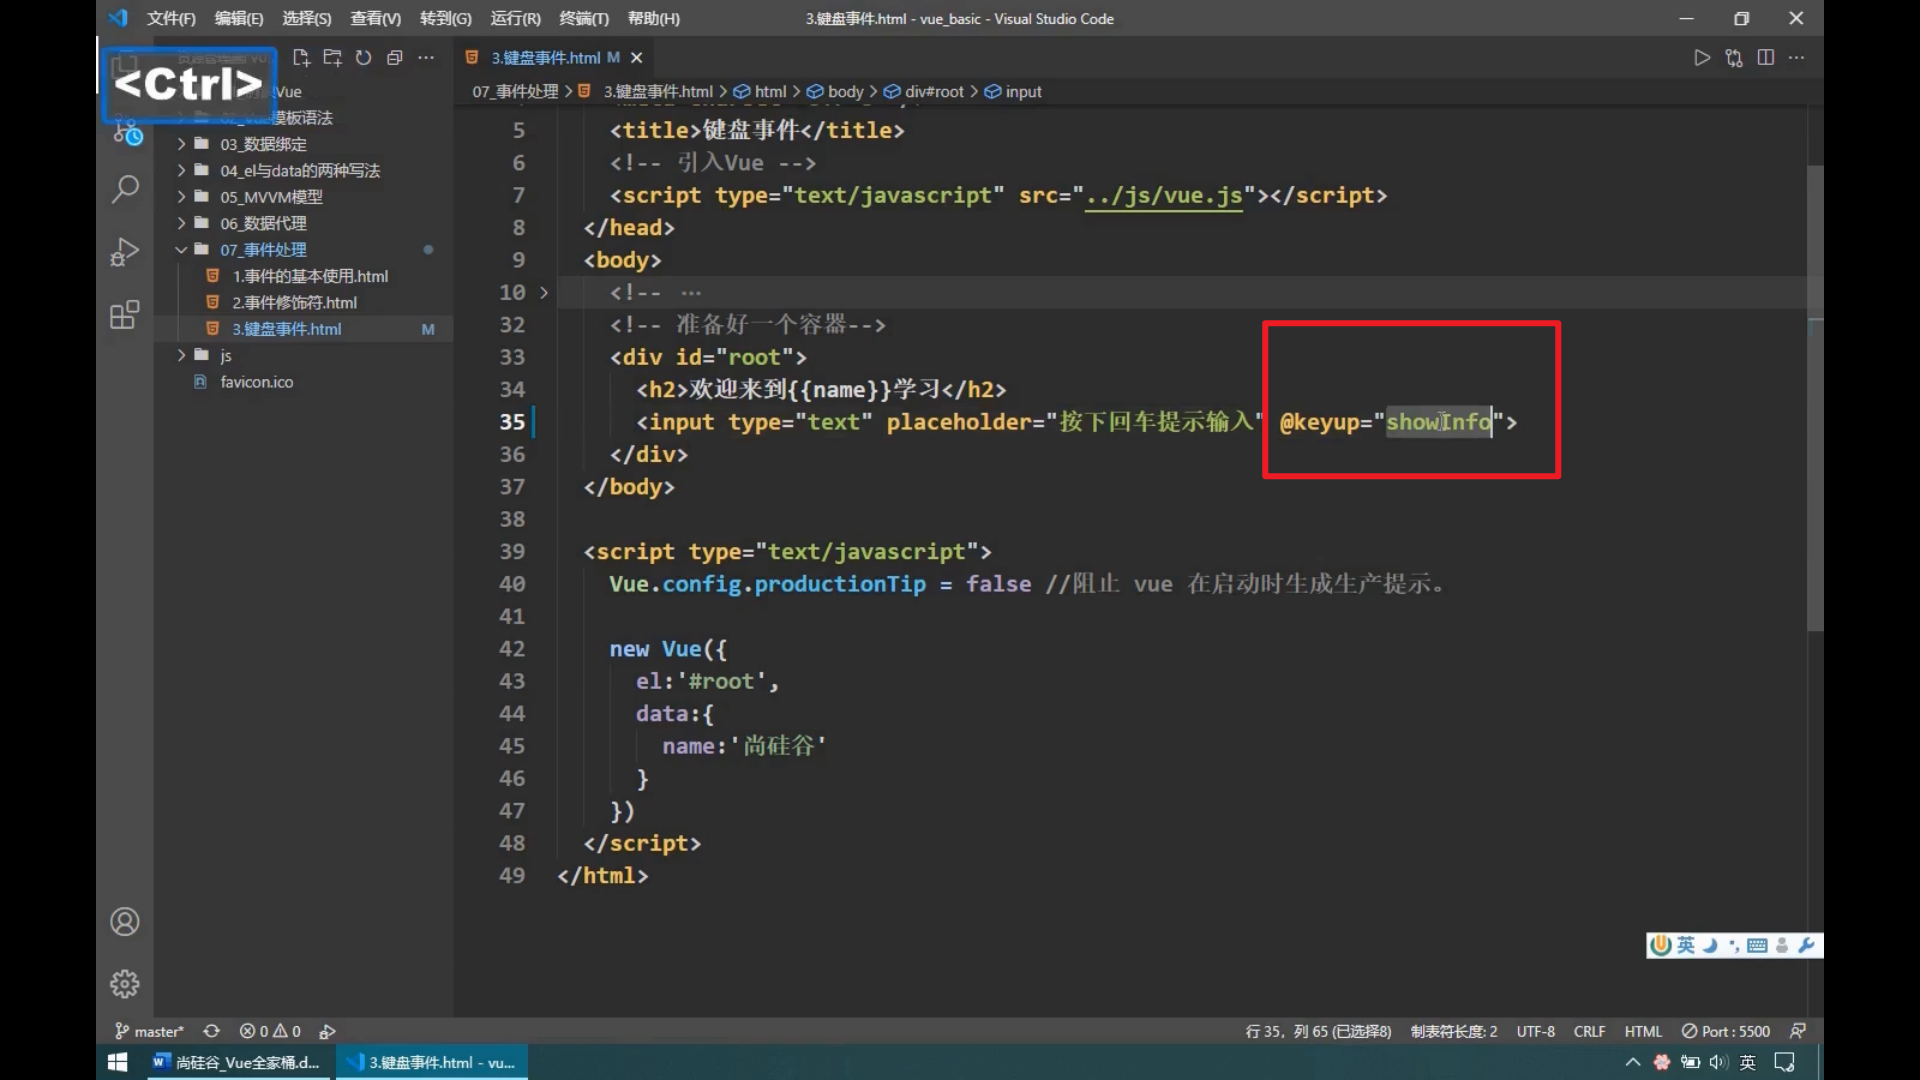 文件(F) 编辑(E) 选择(S) 查看(V) 转到(G) 运行(R) 终端(T) 帮助(H)
3.键盘事件.html - vue_basic - Visual Studio Code
<Ctrl>
Vue
02_Vue模板语法
03_数据绑定
04_el与data的两种写法
05_MVVM模型
06_数据代理
07_事件处理
1.事件的基本使用.html
2.事件修饰符.html
3.键盘事件.html M
js
favicon.ico
3.键盘事件.html M
07_事件处理 > 3.键盘事件.html > html > body > div#root > input
5 <title>键盘事件</title>
6 <!-- 引入Vue -->
7 <script type="text/javascript" src="../js/vue.js"></script>
8 </head>
9 <body>
10 <!-- ···
32 <!-- 准备好一个容器-->
33 <div id="root">
34 <h2>欢迎来到{{name}}学习</h2>
35 <input type="text" placeholder="按下回车提示输入" @keyup="showInfo">
36 </div>
37 </body>
38
39 <script type="text/javascript">
40 Vue.config.productionTip = false //阻止 vue 在启动时生成生产提示。
41
42 new Vue({
43 el:'#root',
44 data:{
45 name:'尚硅谷'
46 }
47 })
48 </script>
49 </html>
英
master* 0 0
行 35，列 65 (已选择8) 制表符长度: 2 UTF-8 CRLF HTML Port : 5500
尚硅谷_Vue全家桶.d...
3.键盘事件.html - vu...
英